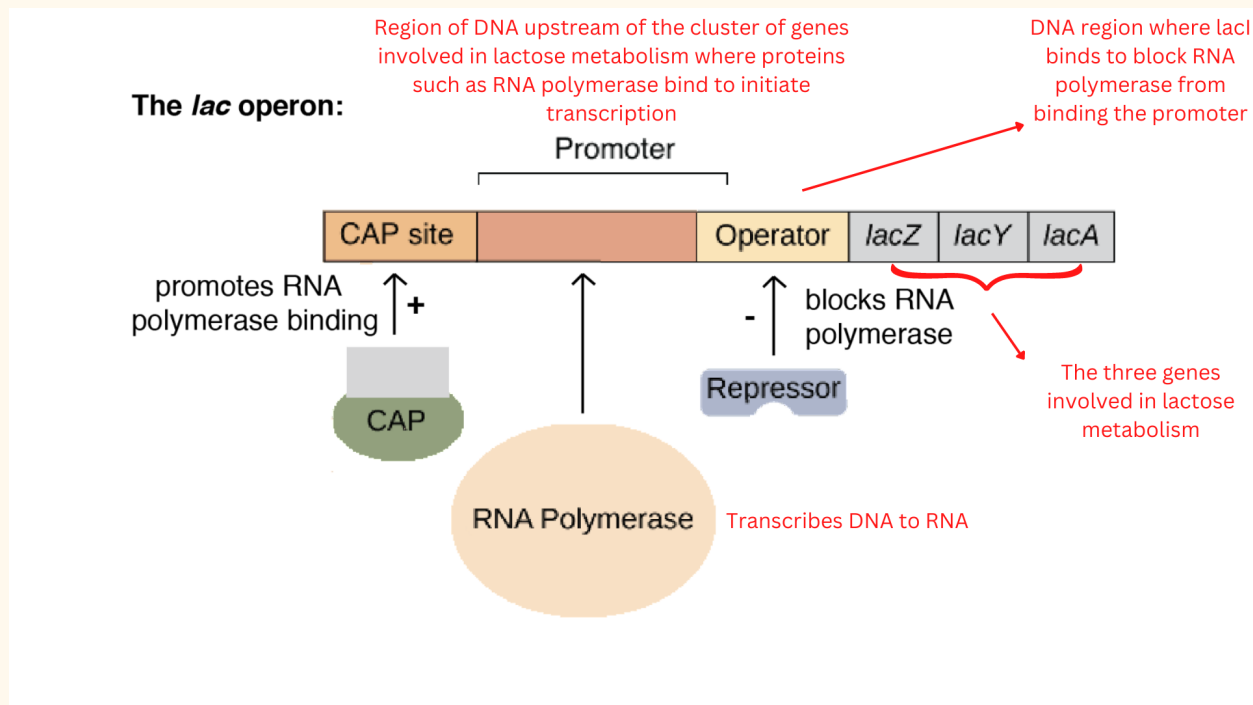 Region of DNA upstream of the cluster of genes
involved in lactose metabolism where proteins
such as RNA polymerase bind to initiate
transcription
DNA region where lacI
binds to block RNA
polymerase from
binding the promoter
The lac operon:
Promoter
CAP site
Operator
lacZ
lacY
lacA
promotes RNA
polymerase binding
+
-
blocks RNA
polymerase
CAP
Repressor
The three genes
involved in lactose
metabolism
RNA Polymerase
Transcribes DNA to RNA